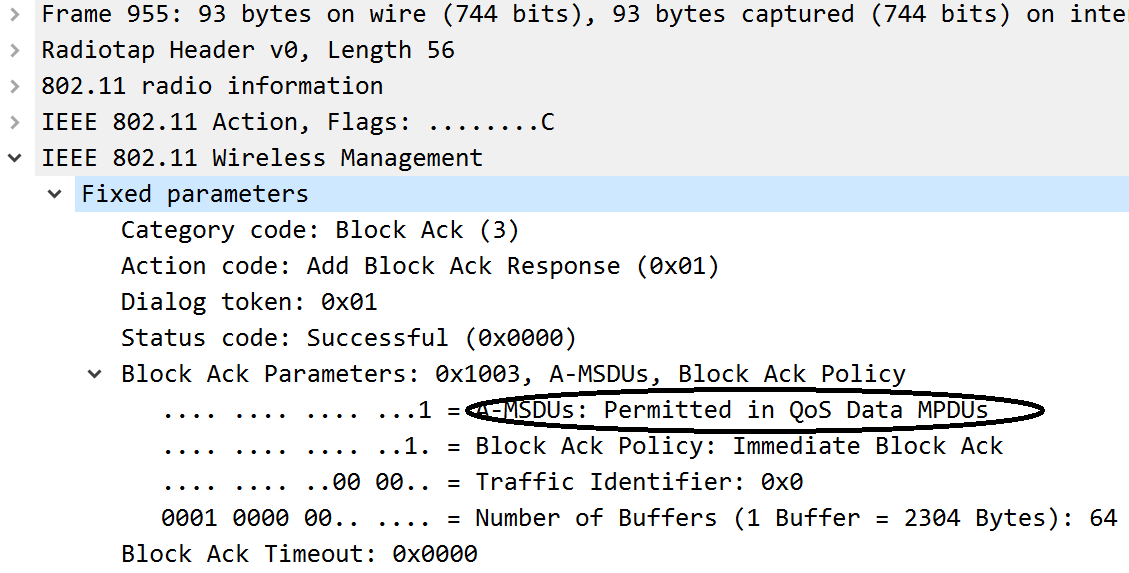 Frame 955: 93 bytes on wire (744 bits), 93 bytes captured (744 bits) on
Radiotap Header v0, Length 56
802.11 radio information
IEEE 802.11 Action, Flags: ........C
IEEE 802.11 Wireless Management
Fixed parameters
Category code: Block Ack (3)
Action code: Add Block Ack Response (0x01)
Dialog token: 0x01
Status code: Successful (0x0000)
Block Ack Parameters: 0x1003, A-MSDUs, Block Ack Policy
.... .... .... ...1 = A-MSDUs: Permitted in QoS Data MPDUs
.... .... .... ..1. = Block Ack Policy: Immediate Block Ack
.... .... ..00 00.. = Traffic Identifier: 0x0
0001 0000 00.. .... = Number of Buffers (1 Buffer = 2304 Bytes): 64
Block Ack Timeout: 0x0000